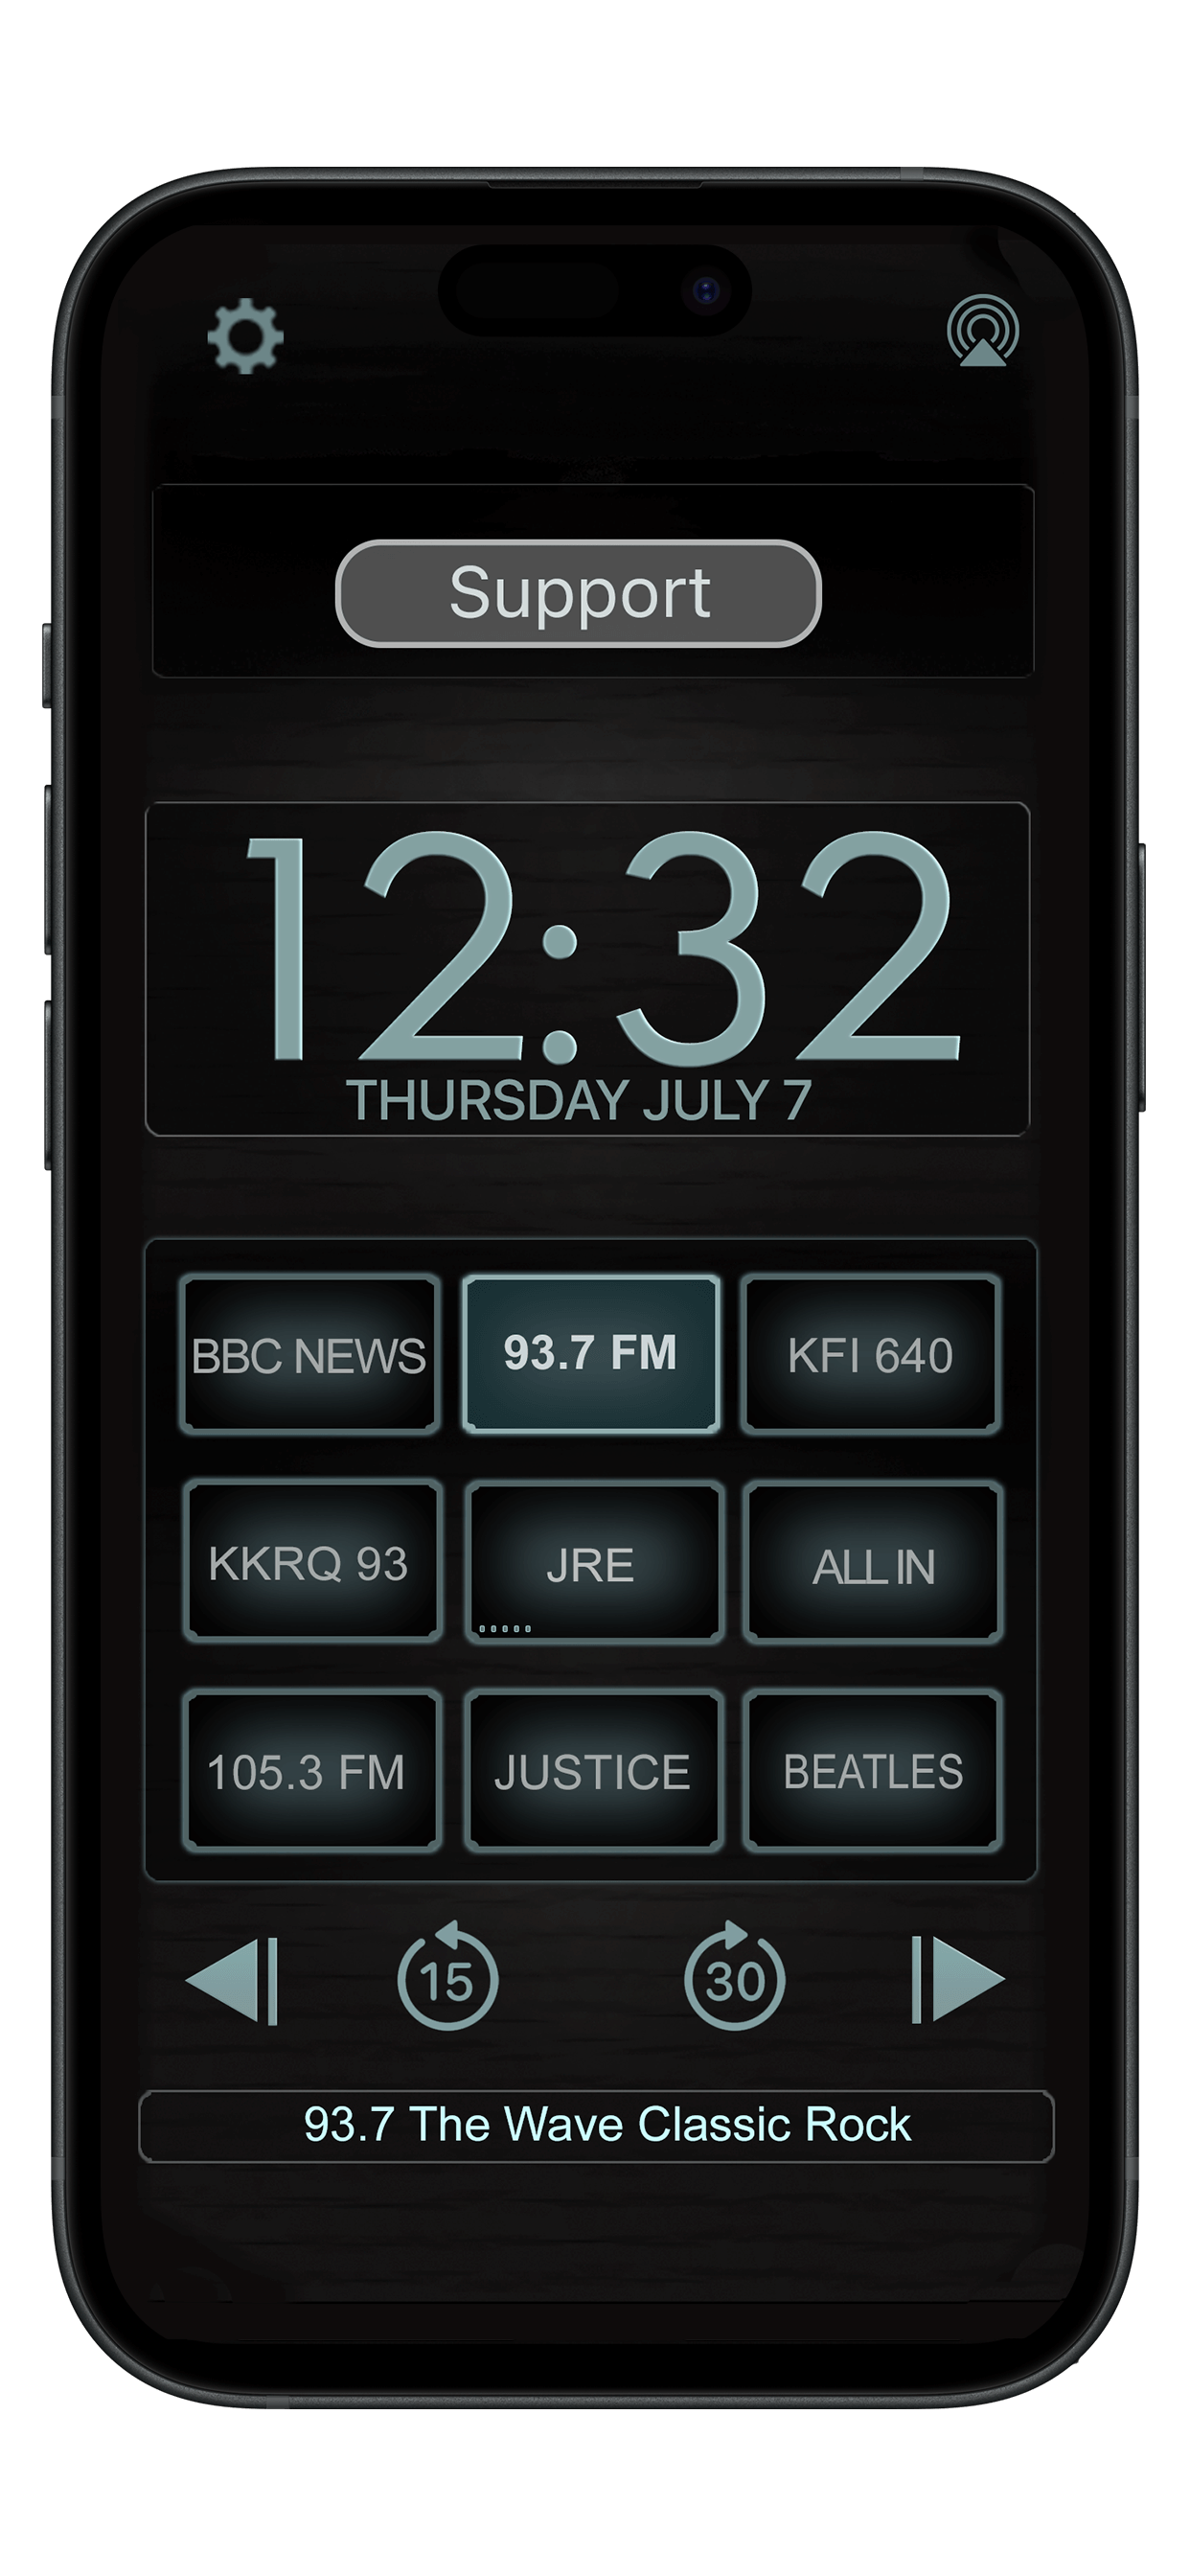 Support
12:32
THURSDAY JULY 7
BBC NEWS
93.7 FM
KFI 640
KKRQ 93
JRE
ALL IN
105.3 FM
JUSTICE
BEATLES
15
30
93.7 The Wave Classic Rock